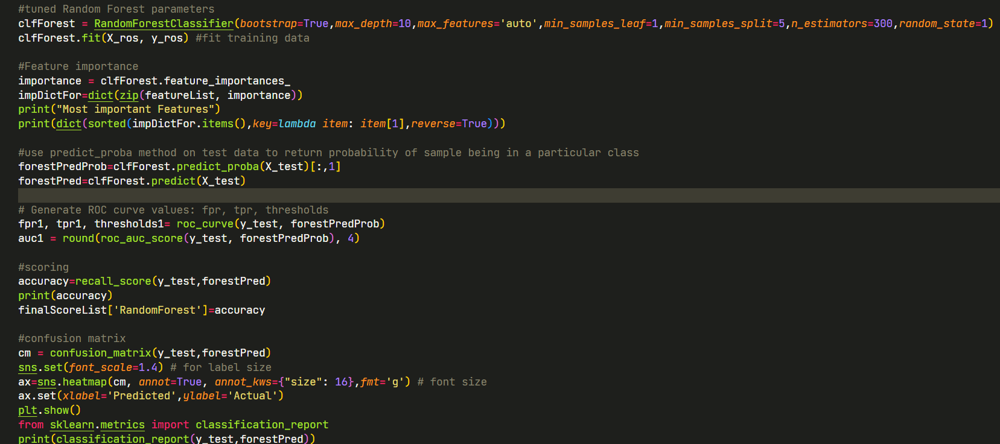 #tuned Random Forest parameters
clfForest = RandomForestClassifier(bootstrap=True,max_depth=10,max_features='auto',min_samples_leaf=1,min_samples_split=5,n_estimators=300,random_state=1)
clfForest.fit(X_ros, y_ros) #fit training data
#Feature importance
importance = clfForest.feature_importances_
impDictFor=dict(zip(featureList, importance))
print("Most important Features")
print(dict(sorted(impDictFor.items(),key=lambda item: item[1],reverse=True)))
#use predict_proba method on test data to return probability of sample being in a particular class
forestPredProb=clfForest.predict_proba(X_test)[:,1]
forestPred=clfForest.predict(X_test)
# Generate ROC curve values: fpr, tpr, thresholds
fpr1, tpr1, thresholds1= roc_curve(y_test, forestPredProb)
auc1 = round(roc_auc_score(y_test, forestPredProb), 4)
#scoring
accuracy=recall_score(y_test,forestPred)
print(accuracy)
finalScoreList['RandomForest']=accuracy
#confusion matrix
cm = confusion_matrix(y_test,forestPred)
sns.set(font_scale=1.4) # for label size
ax=sns.heatmap(cm, annot=True, annot_kws={"size": 16},fmt='g') # font size
ax.set(xlabel='Predicted',ylabel='Actual')
plt.show()
from sklearn.metrics import classification_report
print(classification_report(y_test,forestPred))